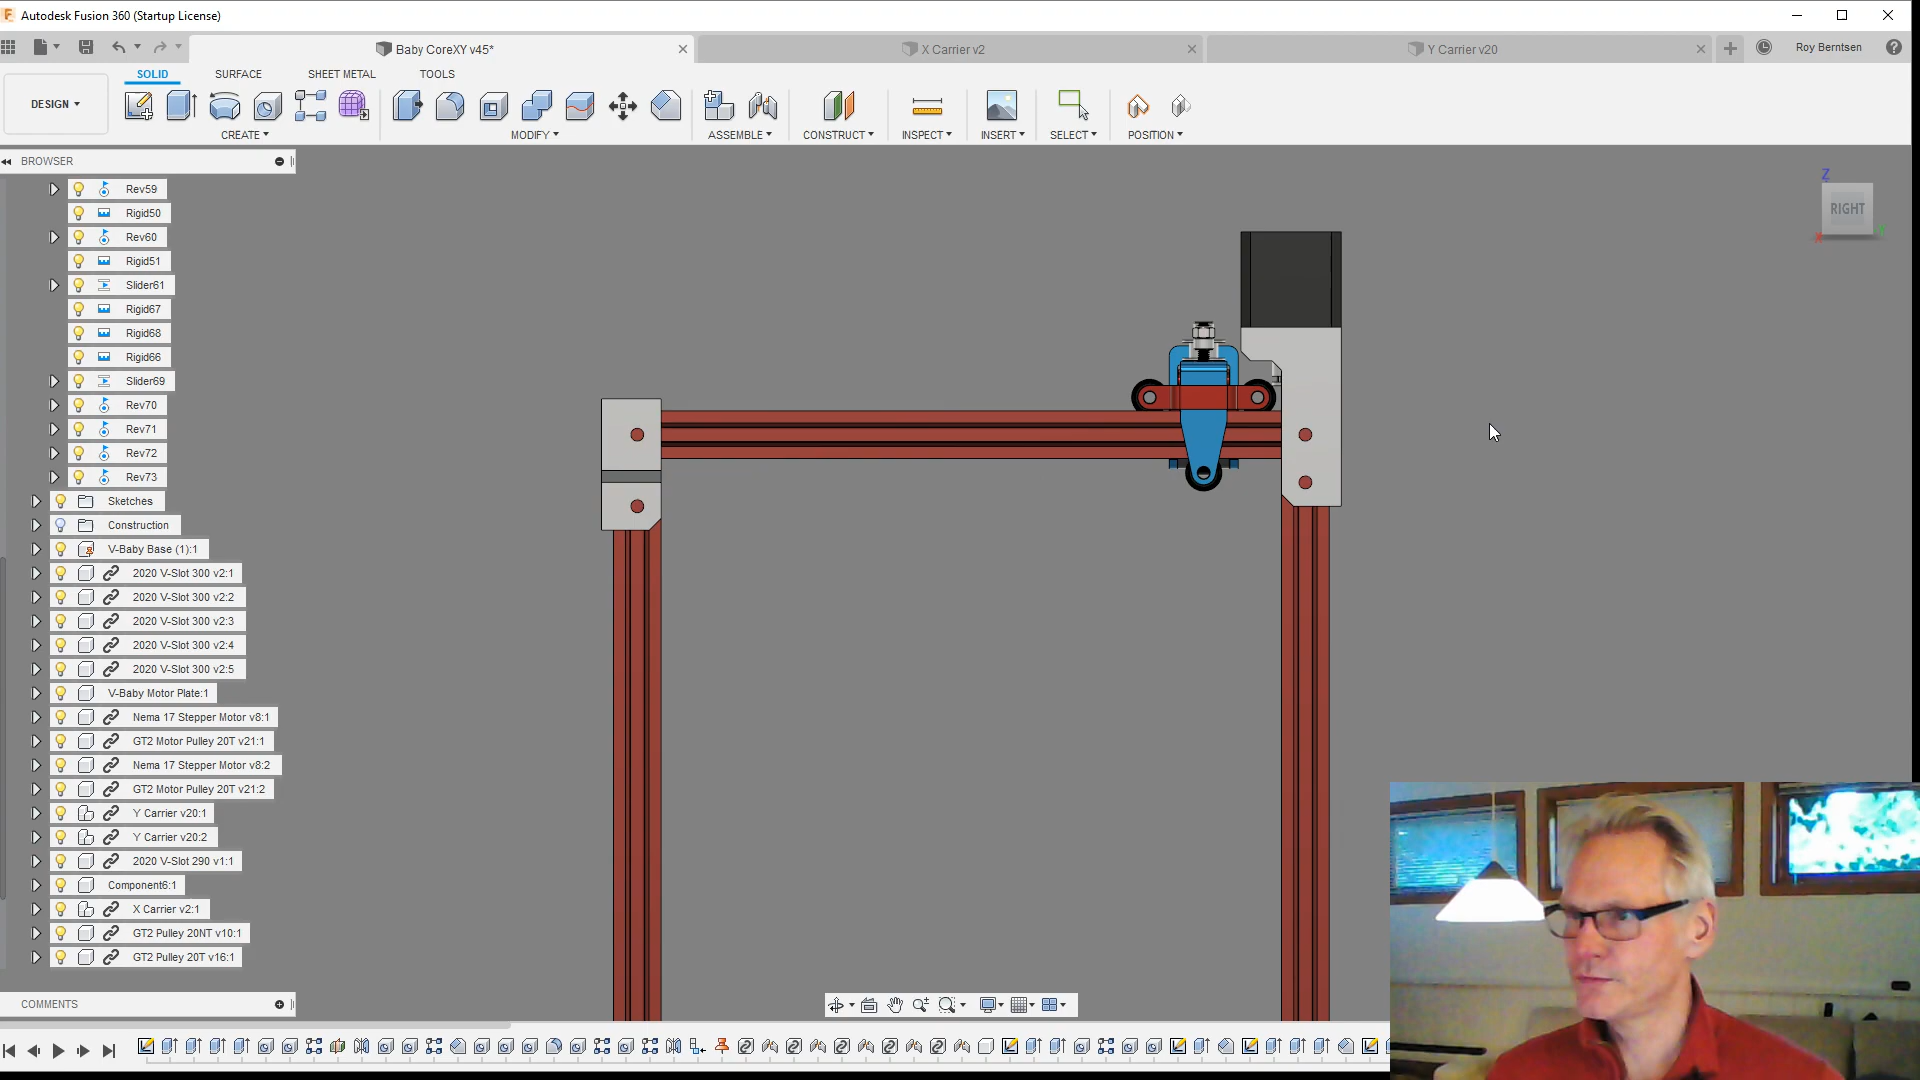 Autodesk Fusion 360 (Startup License)
Baby CoreXY v45*
X Carrier v2
Y Carrier v20
Roy Berntsen
SOLID
SURFACE
SHEET METAL
TOOLS
DESIGN
CREATE
MODIFY
ASSEMBLE
CONSTRUCT
INSPECT
INSERT
SELECT
POSITION
BROWSER
Rev59
Rigid50
Rev60
Rigid51
Slider61
Rigid67
Rigid68
Rigid66
Slider69
Rev70
Rev71
Rev72
Rev73
Sketches
Construction
V-Baby Base (1):1
2020 V-Slot 300 v2:1
2020 V-Slot 300 v2:2
2020 V-Slot 300 v2:3
2020 V-Slot 300 v2:4
2020 V-Slot 300 v2:5
V-Baby Motor Plate:1
Nema 17 Stepper Motor v8:1
GT2 Motor Pulley 20T v21:1
Nema 17 Stepper Motor v8:2
GT2 Motor Pulley 20T v21:2
Y Carrier v20:1
Y Carrier v20:2
2020 V-Slot 290 v1:1
Component6:1
X Carrier v2:1
GT2 Pulley 20NT v10:1
GT2 Pulley 20T v16:1
COMMENTS
Z
RIGHT
X
Y